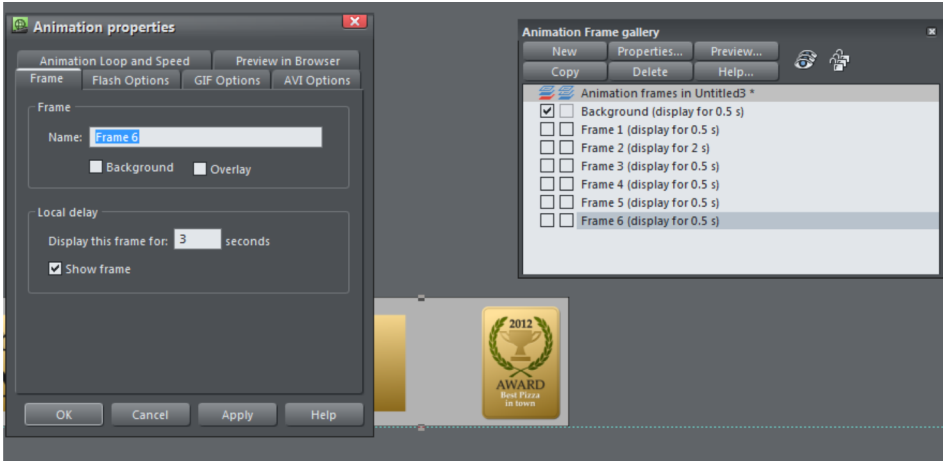 Animation properties
Animation Loop and Speed
Preview in Browser
Frame
Flash Options
GIF Options
AVI Options
Frame
Name: Frame 6
Background
Overlay
Local delay
Display this frame for: 3 seconds
Show frame
OK
Cancel
Apply
Help
Animation Frame gallery
New
Properties...
Preview...
Copy
Delete
Help...
Animation frames in Untitled3 *
Background (display for 0.5 s)
Frame 1 (display for 0.5 s)
Frame 2 (display for 2 s)
Frame 3 (display for 0.5 s)
Frame 4 (display for 0.5 s)
Frame 5 (display for 0.5 s)
Frame 6 (display for 0.5 s)
2012
AWARD
Best Pizza
in town